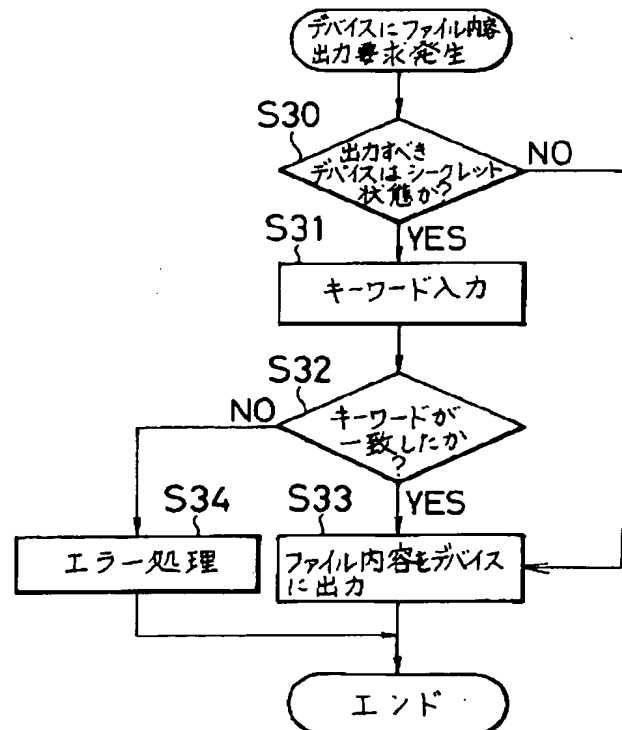 デバイスにファイル内容
出力要求発生
S30
出力すべき
デバイスはシークレット
状態か?
NO
YES
S31
キーワード入力
S32
キーワードが
一致したか
?
NO
YES
S34
エラー処理
S33
ファイル内容をデバイス
に出力
エンド